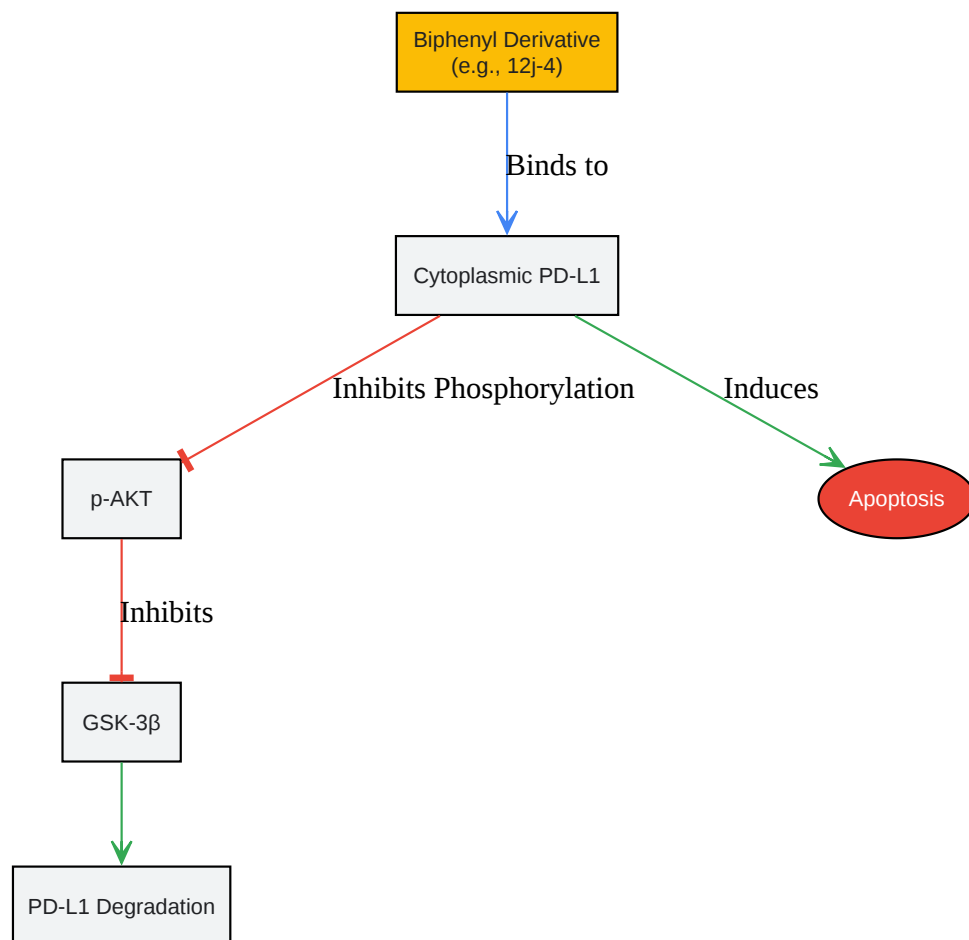 Biphenyl Derivative
(e.g., 12j-4)
Binds to
Cytoplasmic PD-L1
Inhibits Phosphorylation
Induces
p-AKT
Apoptosis
Inhibits
GSK-3β
PD-L1 Degradation